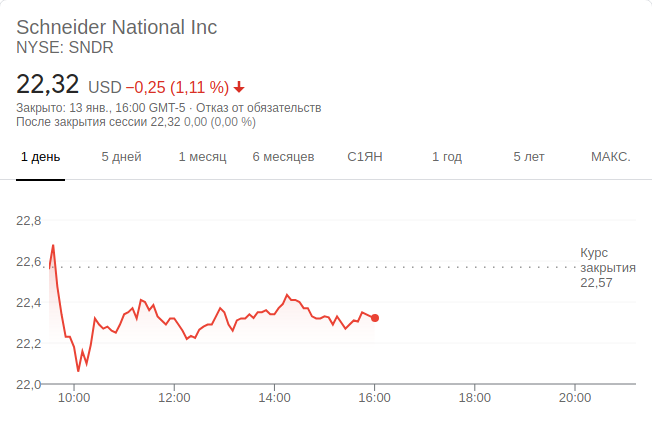 Schneider National Inc
NYSE: SNDR
22,32 USD −0,25 (1,11 %)
Закрыто: 13 янв., 16:00 GMT-5 · Отказ от обязательств
После закрытия сессии 22,32 0,00 (0,00 %)
1 день 5 дней 1 месяц 6 месяцев С1ЯН 1 год 5 лет МАКС.
22,8
Курс
22,6
закрытия
22,57
22,4
22,2
22,0
10:00 12:00 14:00 16:00 18:00 20:00